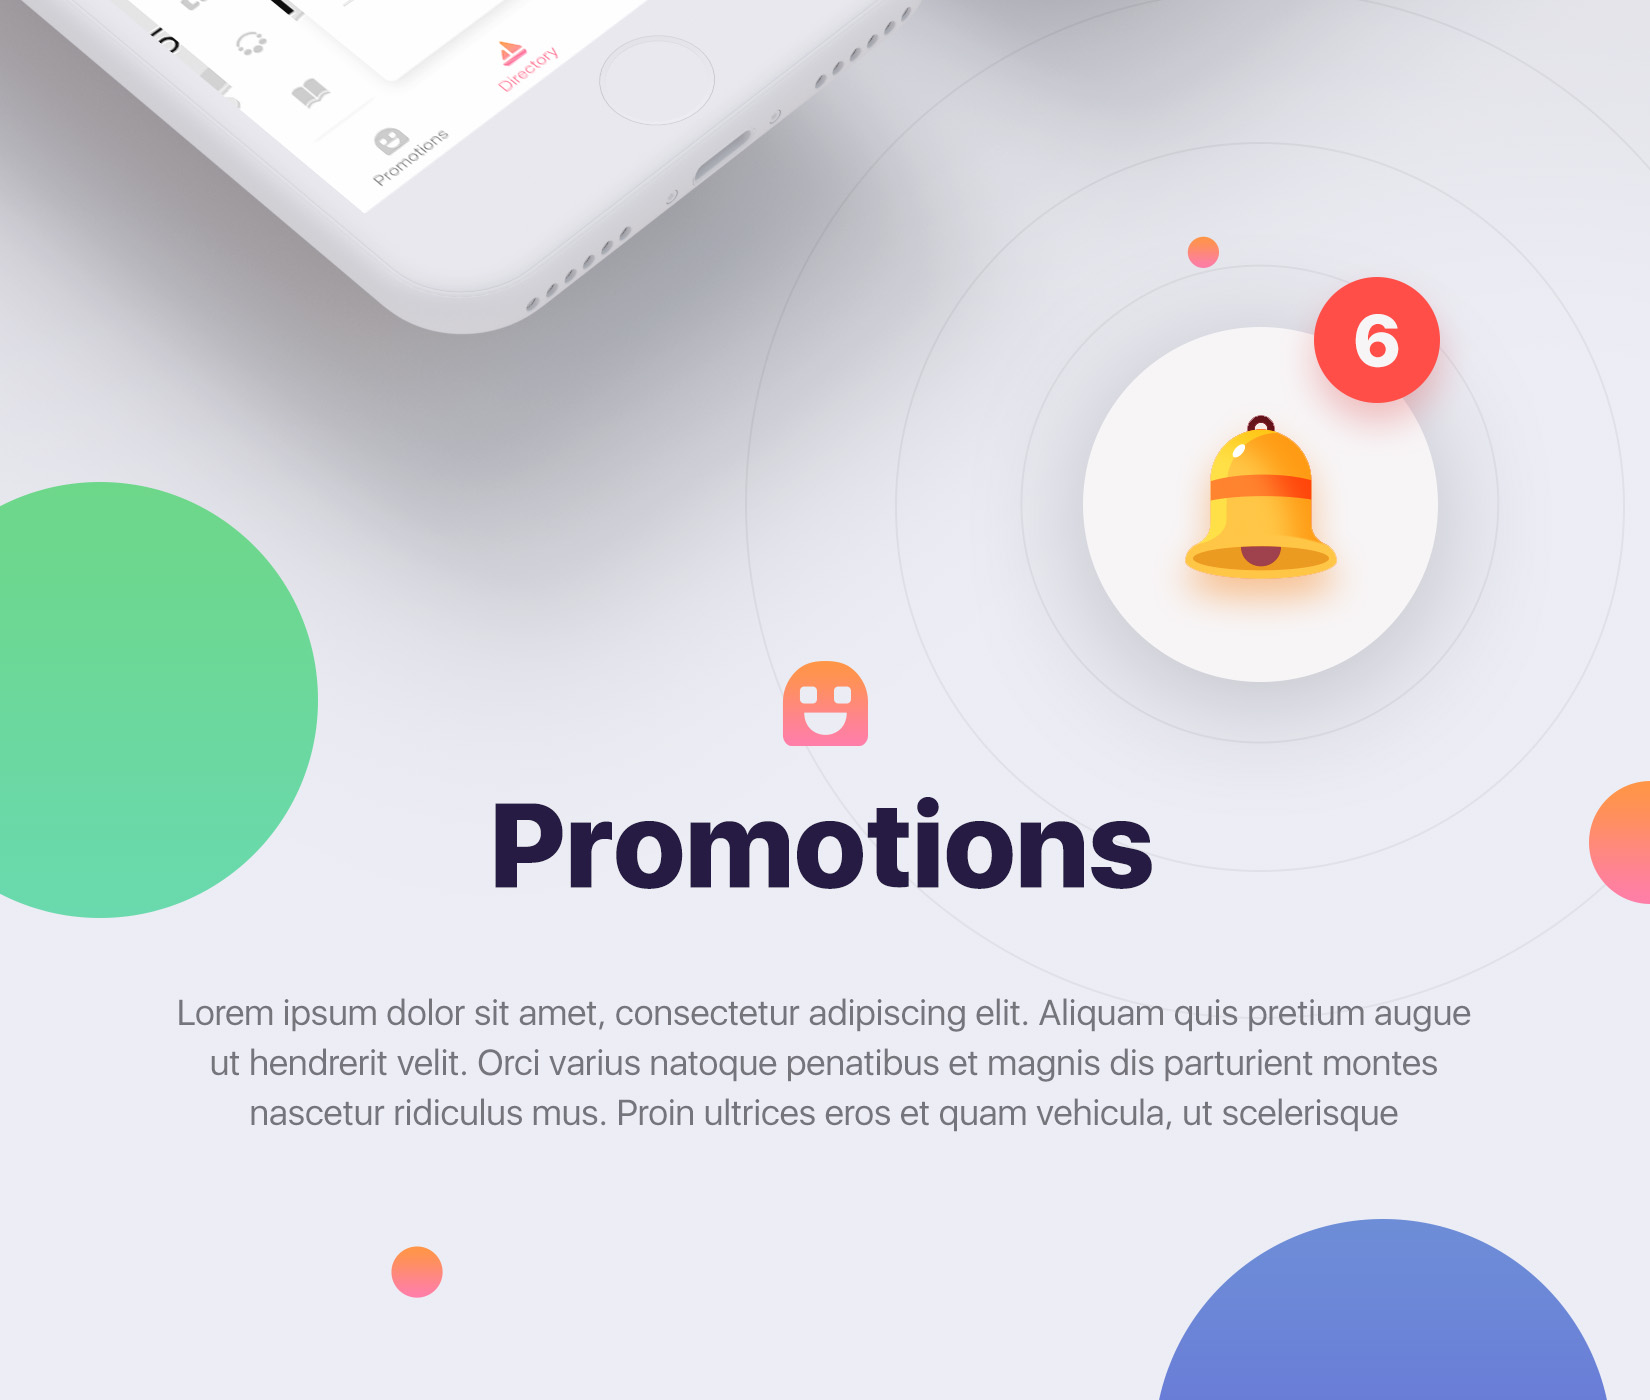 Directory
Promotions
6
Promotions
Lorem ipsum dolor sit amet, consectetur adipiscing elit. Aliquam quis pretium augue
ut hendrerit velit. Orci varius natoque penatibus et magnis dis parturient montes
nascetur ridiculus mus. Proin ultrices eros et quam vehicula, ut scelerisque